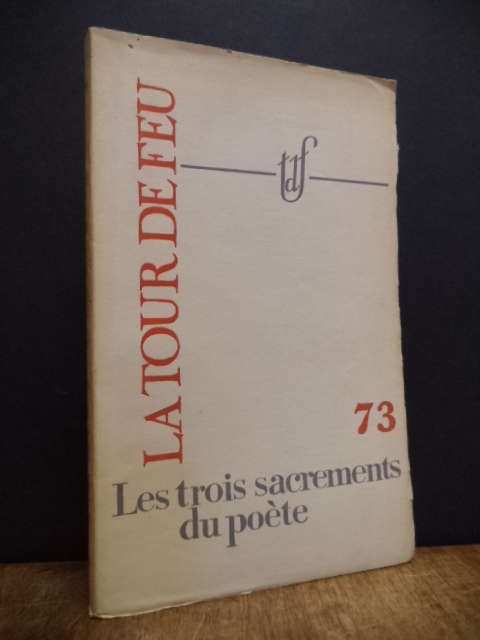 LA TOUR DE FEU
tdf
73
Les trois sacrements
du poète